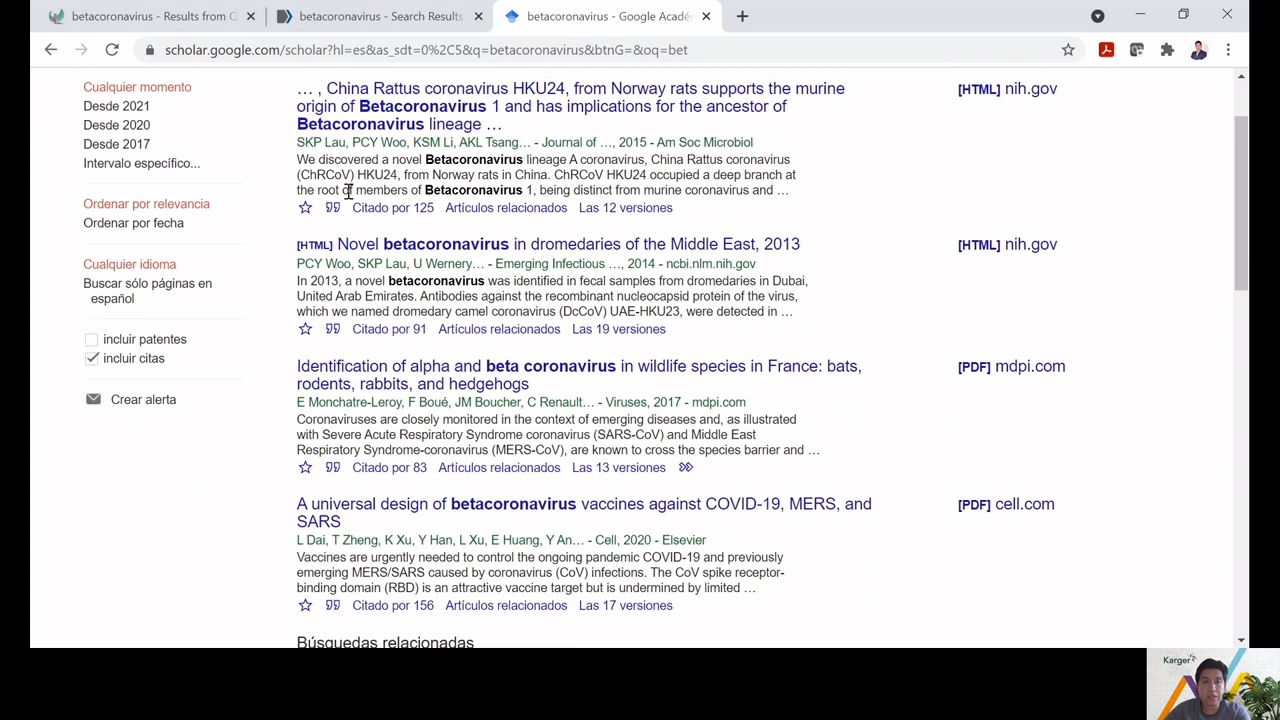 betacoronavirus - Results from O
betacoronavirus - Search Results
betacoronavirus - Google Acadé
scholar.google.com/scholar?hl=es&as_sdt=0%2C5&q=betacoronavirus&btnG=&oq=bet
Cualquier momento
Desde 2021
Desde 2020
Desde 2017
Intervalo específico...
Ordenar por relevancia
Ordenar por fecha
Cualquier idioma
Buscar sólo páginas en
español
incluir patentes
incluir citas
Crear alerta
… , China Rattus coronavirus HKU24, from Norway rats supports the murine
origin of Betacoronavirus 1 and has implications for the ancestor of
Betacoronavirus lineage …
[HTML] nih.gov
SKP Lau, PCY Woo, KSM Li, AKL Tsang… - Journal of …, 2015 - Am Soc Microbiol
We discovered a novel Betacoronavirus lineage A coronavirus, China Rattus coronavirus
(ChRCoV) HKU24, from Norway rats in China. ChRCoV HKU24 occupied a deep branch at
the root of members of Betacoronavirus 1, being distinct from murine coronavirus and …
Citado por 125 Artículos relacionados Las 12 versiones
[HTML] Novel betacoronavirus in dromedaries of the Middle East, 2013
[HTML] nih.gov
PCY Woo, SKP Lau, U Wernery… - Emerging Infectious …, 2014 - ncbi.nlm.nih.gov
In 2013, a novel betacoronavirus was identified in fecal samples from dromedaries in Dubai,
United Arab Emirates. Antibodies against the recombinant nucleocapsid protein of the virus,
which we named dromedary camel coronavirus (DcCoV) UAE-HKU23, were detected in …
Citado por 91 Artículos relacionados Las 19 versiones
Identification of alpha and beta coronavirus in wildlife species in France: bats,
rodents, rabbits, and hedgehogs
[PDF] mdpi.com
E Monchatre-Leroy, F Boué, JM Boucher, C Renault… - Viruses, 2017 - mdpi.com
Coronaviruses are closely monitored in the context of emerging diseases and, as illustrated
with Severe Acute Respiratory Syndrome coronavirus (SARS-CoV) and Middle East
Respiratory Syndrome-coronavirus (MERS-CoV), are known to cross the species barrier and …
Citado por 83 Artículos relacionados Las 13 versiones
A universal design of betacoronavirus vaccines against COVID-19, MERS, and
SARS
[PDF] cell.com
L Dai, T Zheng, K Xu, Y Han, L Xu, E Huang, Y An… - Cell, 2020 - Elsevier
Vaccines are urgently needed to control the ongoing pandemic COVID-19 and previously
emerging MERS/SARS caused by coronavirus (CoV) infections. The CoV spike receptor-
binding domain (RBD) is an attractive vaccine target but is undermined by limited …
Citado por 156 Artículos relacionados Las 17 versiones
Búsquedas relacionadas
Karger